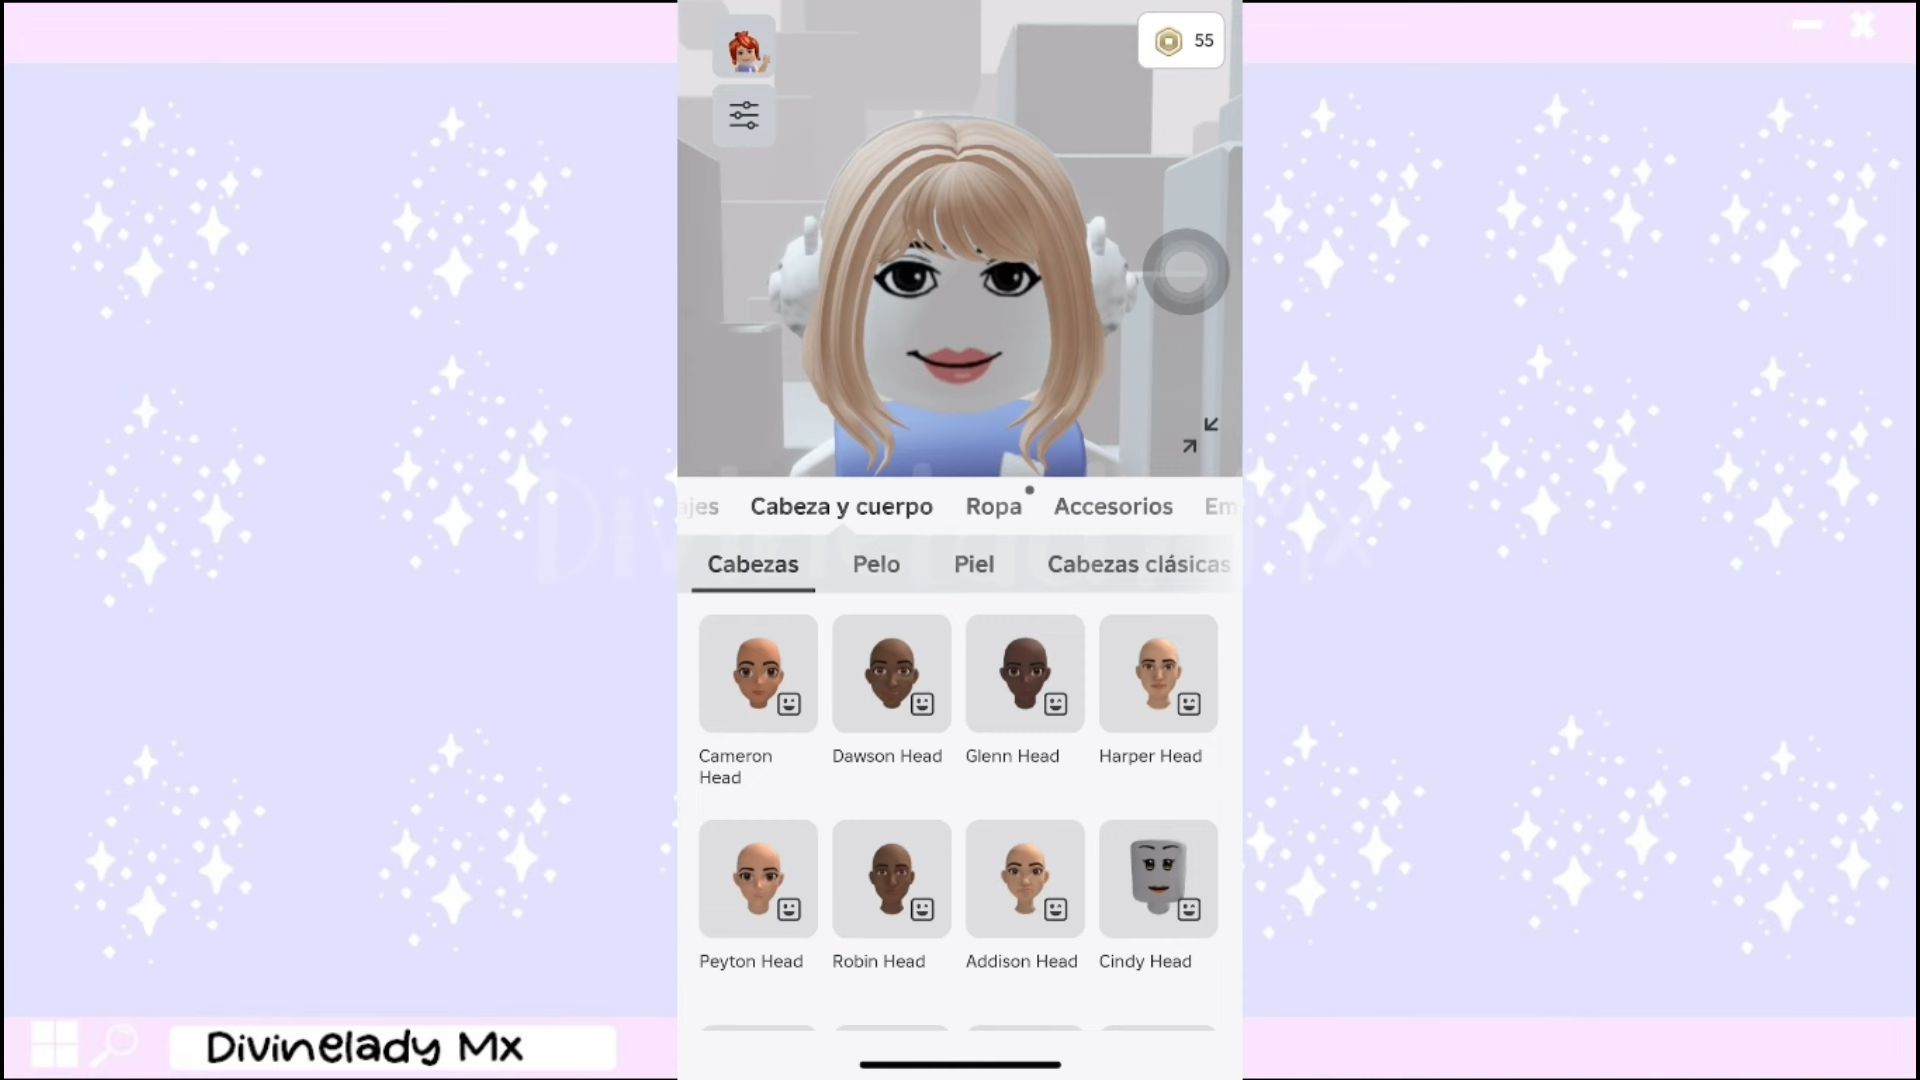 55
ajes Cabeza y cuerpo Ropa Accesorios Em
Cabezas Pelo Piel Cabezas clásicas
Cameron Head
Dawson Head
Glenn Head
Harper Head
Peyton Head
Robin Head
Addison Head
Cindy Head
Divinelady Mx